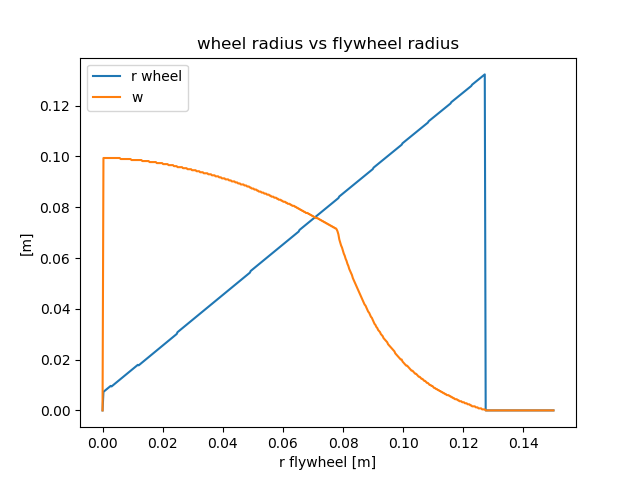 wheel radius vs flywheel radius
r wheel
w
[m]
0.12
0.10
0.08
0.06
0.04
0.02
0.00
0.00 0.02 0.04 0.06 0.08 0.10 0.12 0.14
r flywheel [m]